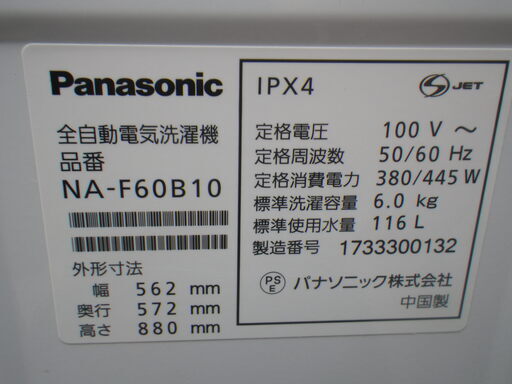 Panasonic
全自動電気洗濯機
品番
NA-F60B10
外形寸法
幅 562 mm
奥行 572 mm
高さ 880 mm
IPX4
S JET
定格電圧 100 V ～
定格周波数 50/60 Hz
定格消費電力 380/445 W
標準洗濯容量 6.0 kg
標準使用水量 116 L
製造番号 1733300132
PS
E
パナソニック株式会社
中国製